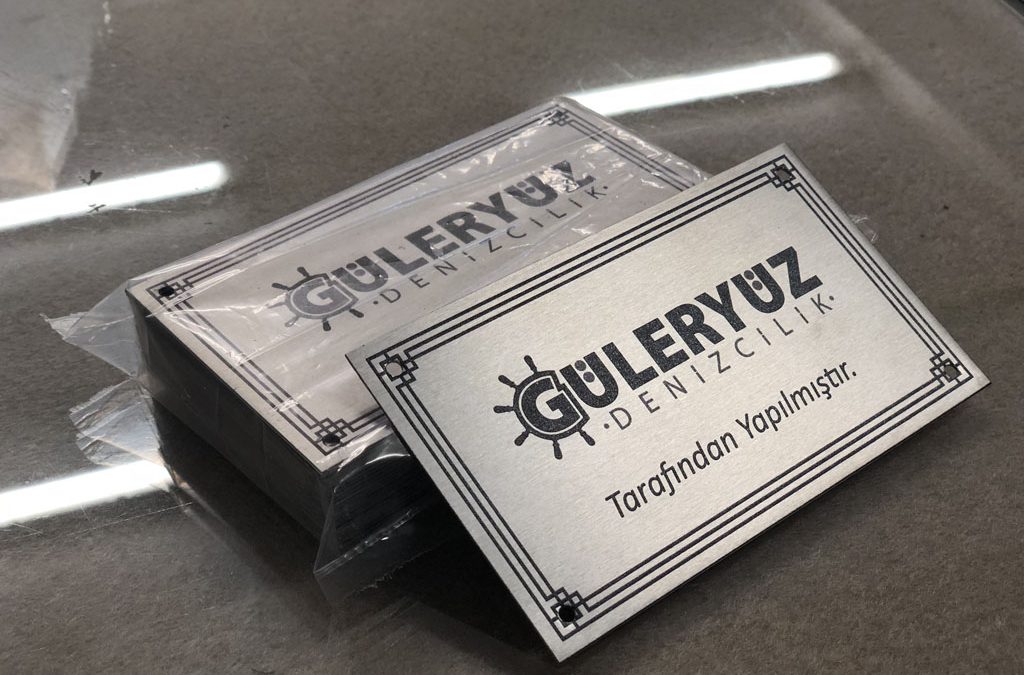 GÜLERYÜZ
·DENİZCİLİK·
GÜLERYÜZ
·DENİZCİLİK·
Tarafından Yapılmıştır.